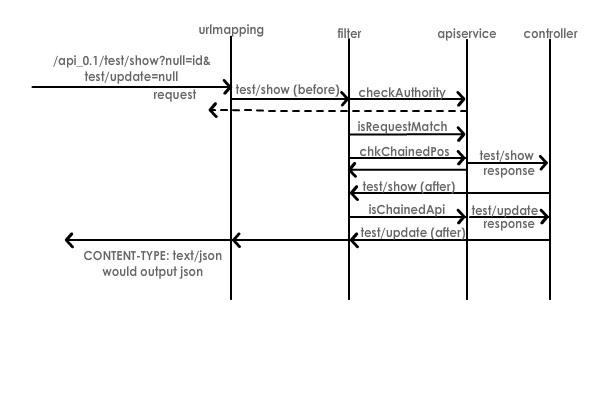 urlmapping
filter
apiservice
controller
/api_0.1/test/show?null=id&
test/update=null
request
test/show (before)
checkAuthority
isRequestMatch
chkChainedPos
test/show
response
test/show (after)
isChainedApi
test/update
response
test/update (after)
CONTENT-TYPE: text/json
would output json